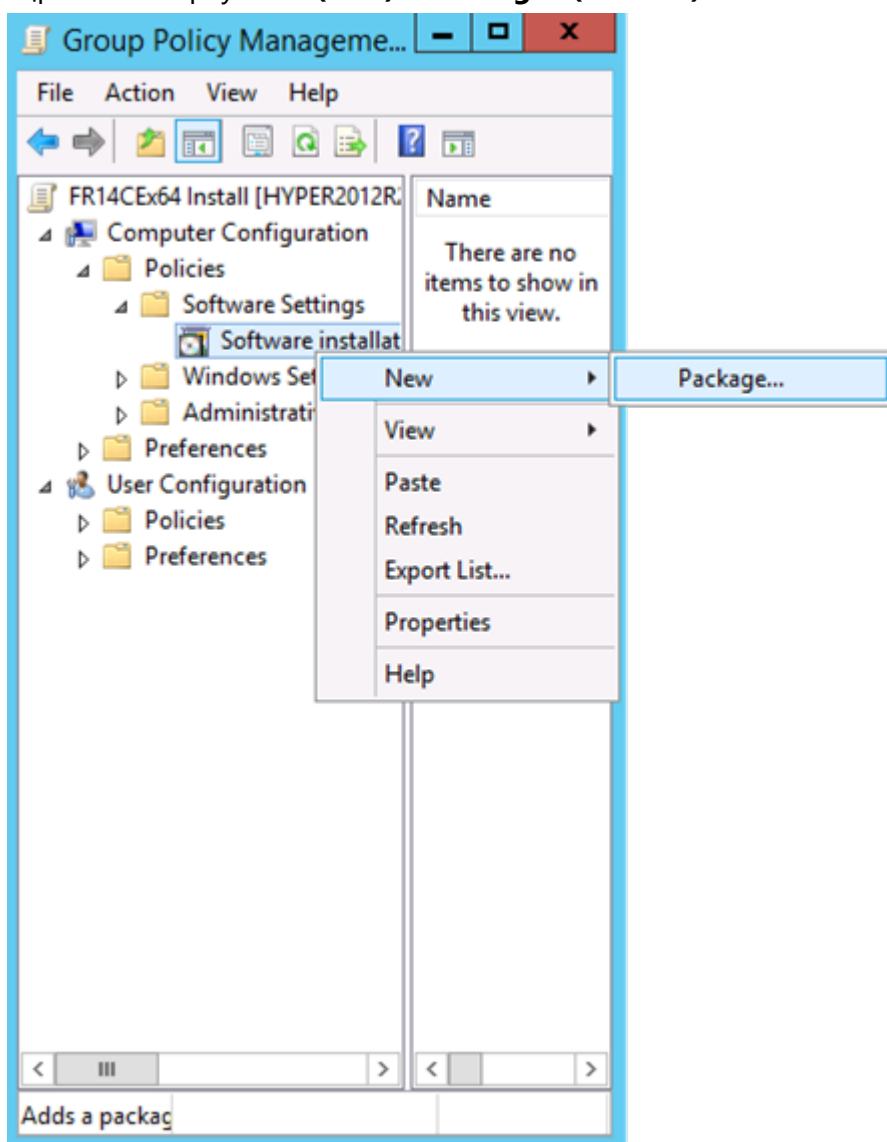 Group Policy Manageme...
File Action View Help
FR14CEx64 Install [HYPER2012R2
Name
Computer Configuration
There are no
items to show in
this view.
Policies
Software Settings
Software installat
Windows Set
Administrati
Preferences
User Configuration
Policies
Preferences
New
Package...
View
Paste
Refresh
Export List...
Properties
Help
Adds a packag